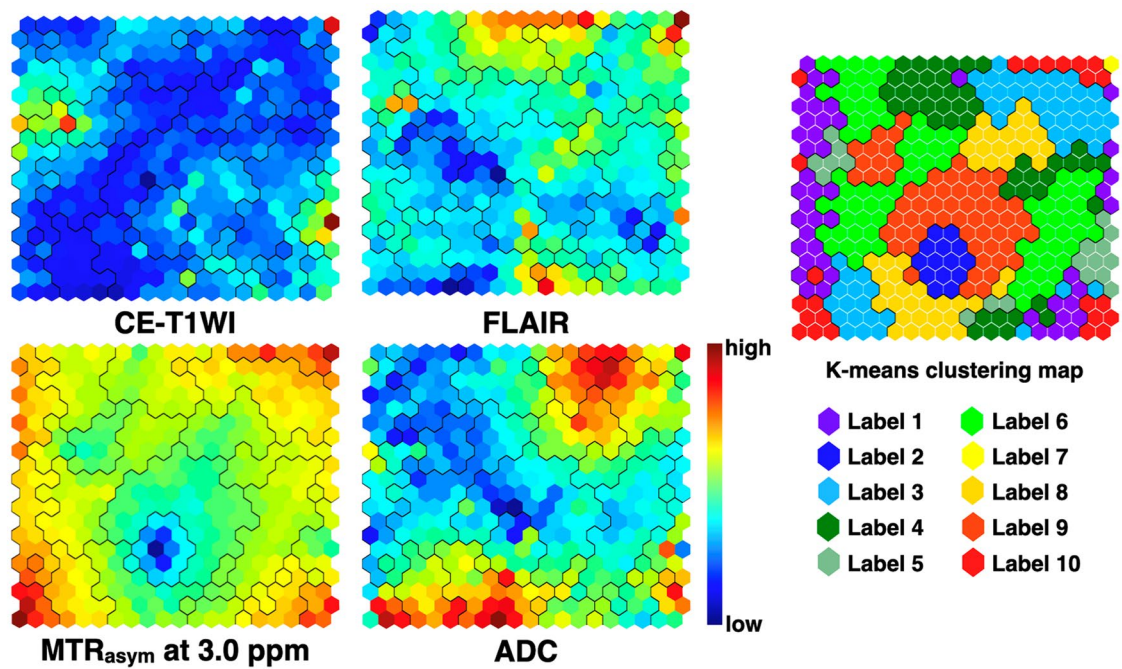 CE-T1WI
FLAIR
high
K-means clustering map
Label 1
Label 6
Label 2
Label 7
Label 3
Label 8
Label 4
Label 9
Label 5
Label 10
low
MTRasym at 3.0 ppm
ADC